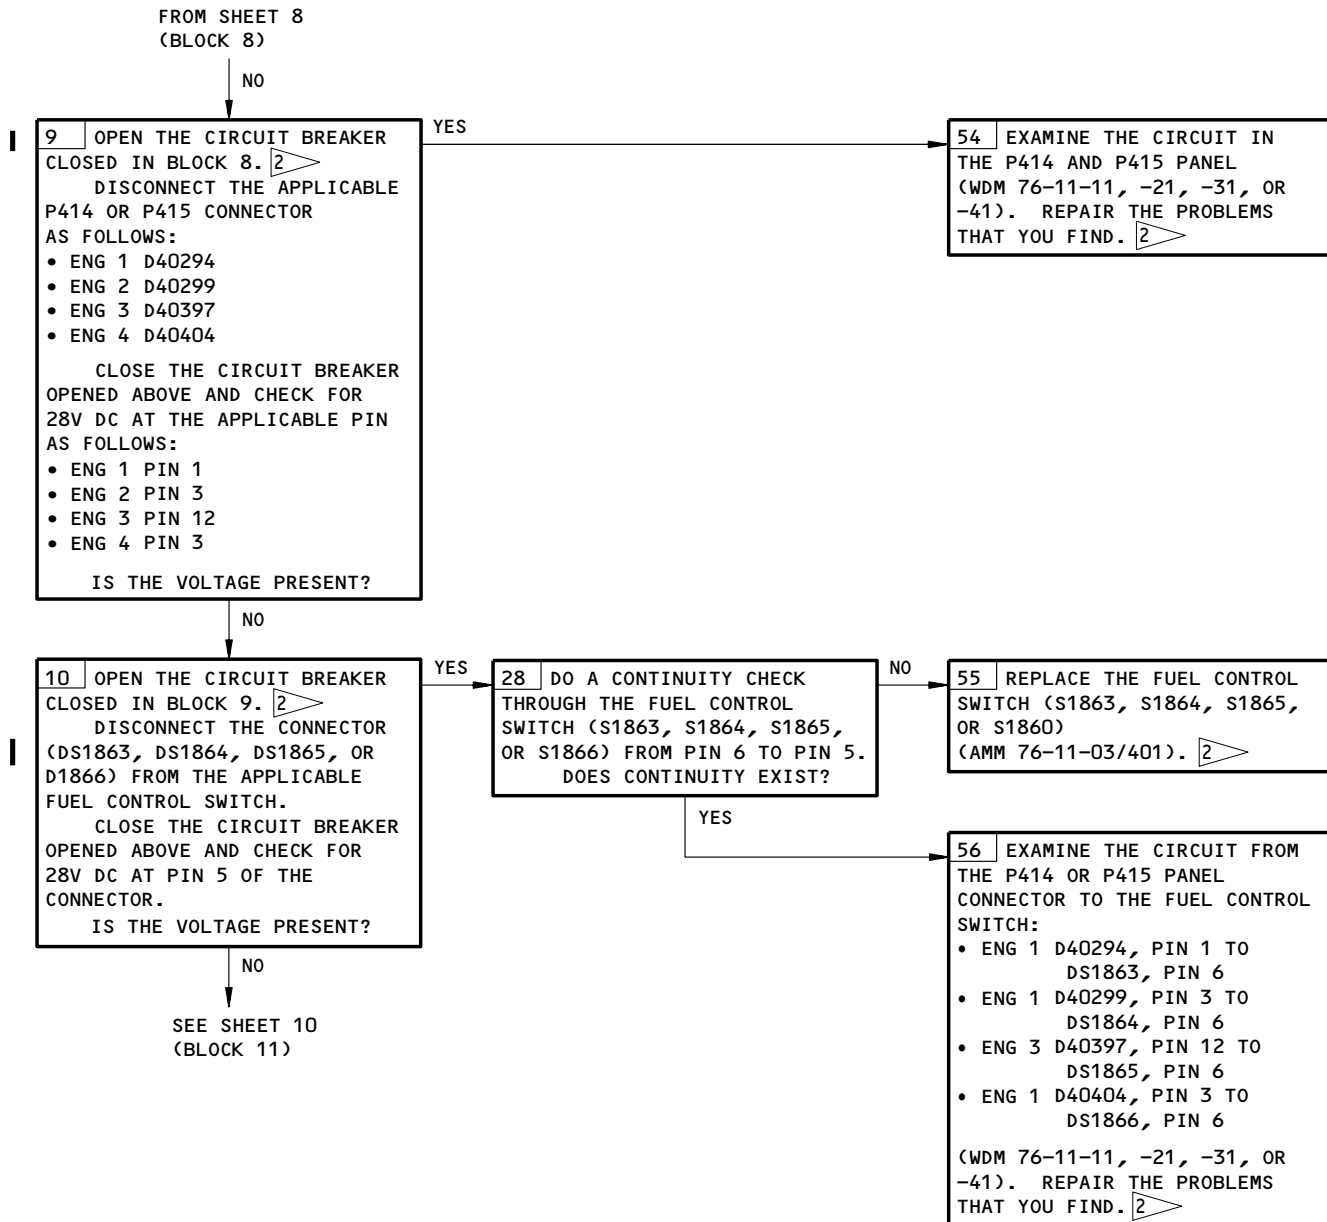 FROM SHEET 8
(BLOCK 8)
NO
9 OPEN THE CIRCUIT BREAKER
CLOSED IN BLOCK 8. 2
DISCONNECT THE APPLICABLE
P414 OR P415 CONNECTOR
AS FOLLOWS:
• ENG 1 D40294
• ENG 2 D40299
• ENG 3 D40397
• ENG 4 D40404
CLOSE THE CIRCUIT BREAKER
OPENED ABOVE AND CHECK FOR
28V DC AT THE APPLICABLE PIN
AS FOLLOWS:
• ENG 1 PIN 1
• ENG 2 PIN 3
• ENG 3 PIN 12
• ENG 4 PIN 3
IS THE VOLTAGE PRESENT?
YES
54 EXAMINE THE CIRCUIT IN
THE P414 AND P415 PANEL
(WDM 76-11-11, -21, -31, OR
-41). REPAIR THE PROBLEMS
THAT YOU FIND. 2
NO
10 OPEN THE CIRCUIT BREAKER
CLOSED IN BLOCK 9. 2
DISCONNECT THE CONNECTOR
(DS1863, DS1864, DS1865, OR
D1866) FROM THE APPLICABLE
FUEL CONTROL SWITCH.
CLOSE THE CIRCUIT BREAKER
OPENED ABOVE AND CHECK FOR
28V DC AT PIN 5 OF THE
CONNECTOR.
IS THE VOLTAGE PRESENT?
YES
28 DO A CONTINUITY CHECK
THROUGH THE FUEL CONTROL
SWITCH (S1863, S1864, S1865,
OR S1866) FROM PIN 6 TO PIN 5.
DOES CONTINUITY EXIST?
NO
55 REPLACE THE FUEL CONTROL
SWITCH (S1863, S1864, S1865,
OR S1860)
(AMM 76-11-03/401). 2
YES
56 EXAMINE THE CIRCUIT FROM
THE P414 OR P415 PANEL
CONNECTOR TO THE FUEL CONTROL
SWITCH:
• ENG 1 D40294, PIN 1 TO
DS1863, PIN 6
• ENG 1 D40299, PIN 3 TO
DS1864, PIN 6
• ENG 3 D40397, PIN 12 TO
DS1865, PIN 6
• ENG 1 D40404, PIN 3 TO
DS1866, PIN 6
(WDM 76-11-11, -21, -31, OR
-41). REPAIR THE PROBLEMS
THAT YOU FIND. 2
NO
SEE SHEET 10
(BLOCK 11)